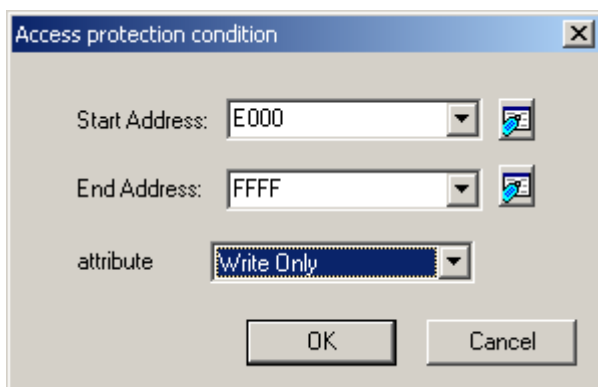 Access protection condition
Start Address: E000
End Address: FFFF
attribute Write Only
OK Cancel